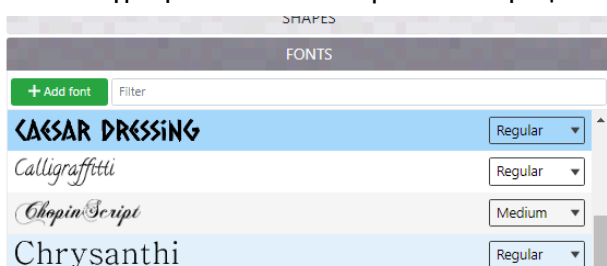 SHAPES
FONTS
+ Add font Filter
CAESAR DRESSING Regular
Calligraffitti Regular
ChopinScript Medium
Chrysanthi Regular